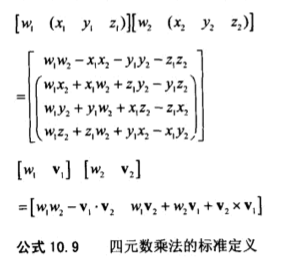 [w₁ (x₁ y₁ z₁)][w₂ (x₂ y₂ z₂)]
= [ w₁w₂ − x₁x₂ − y₁y₂ − z₁z₂
( w₁x₂ + x₁w₂ + z₁y₂ − y₁z₂
w₁y₂ + y₁w₂ + x₁z₂ − z₁x₂
w₁z₂ + z₁w₂ + y₁x₂ − x₁y₂ ) ]
[w₁ v₁] [w₂ v₂]
= [w₁w₂ − v₁ · v₂ w₁v₂ + w₂v₁ + v₂ × v₁]
公式 10.9 四元数乘法的标准定义